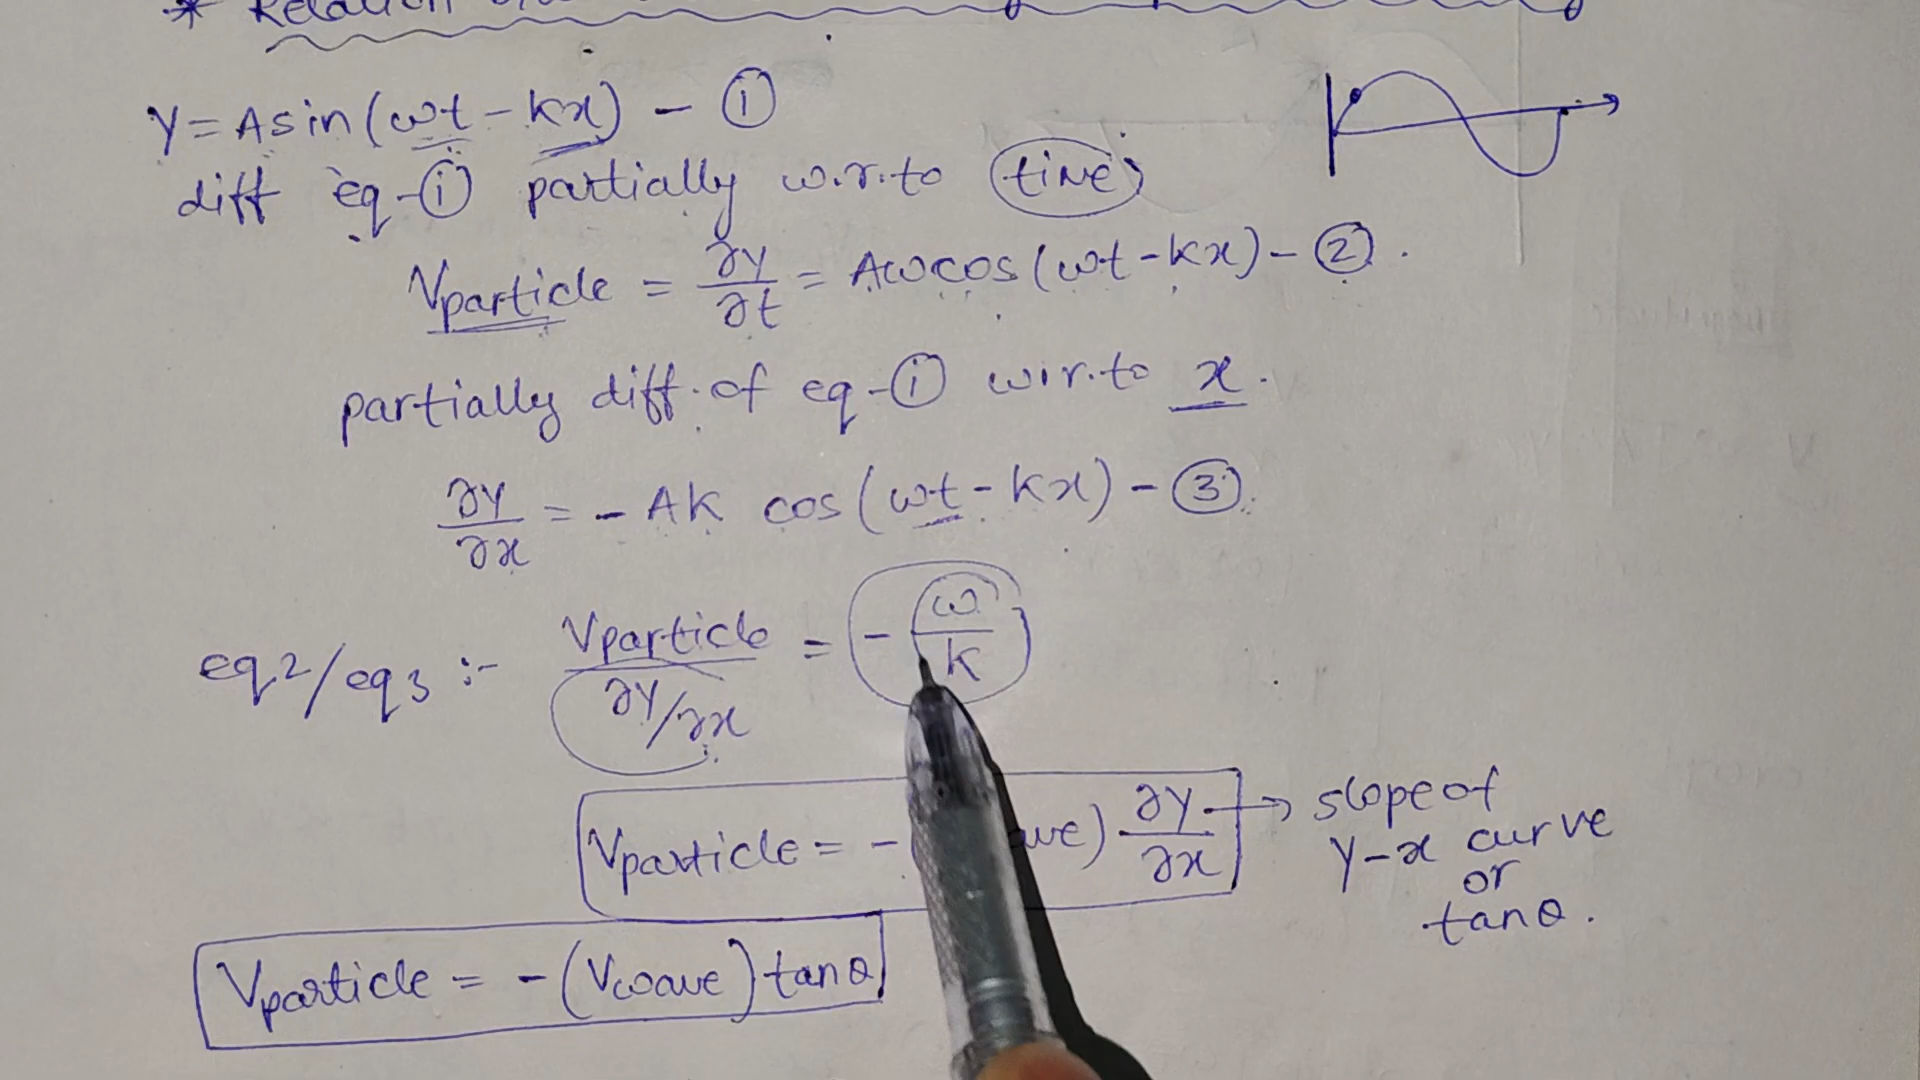 * Relation
Y = A sin (ωt - kx) - ①
diff eq-① partially w.r.to time
Vparticle = ∂Y/∂t = Aω cos (ωt - kx) - ② .
partially diff. of eq-① w.r.to x.
∂Y/∂x = - AK cos (ωt - kx) - ③.
eq2/eq3 :- Vparticle / ∂Y/∂x = - ω/k
Vparticle = - ave) ∂Y/∂x → slope of
Y-x curve
or
tanθ .
Vparticle = - (Vwave) tanθ